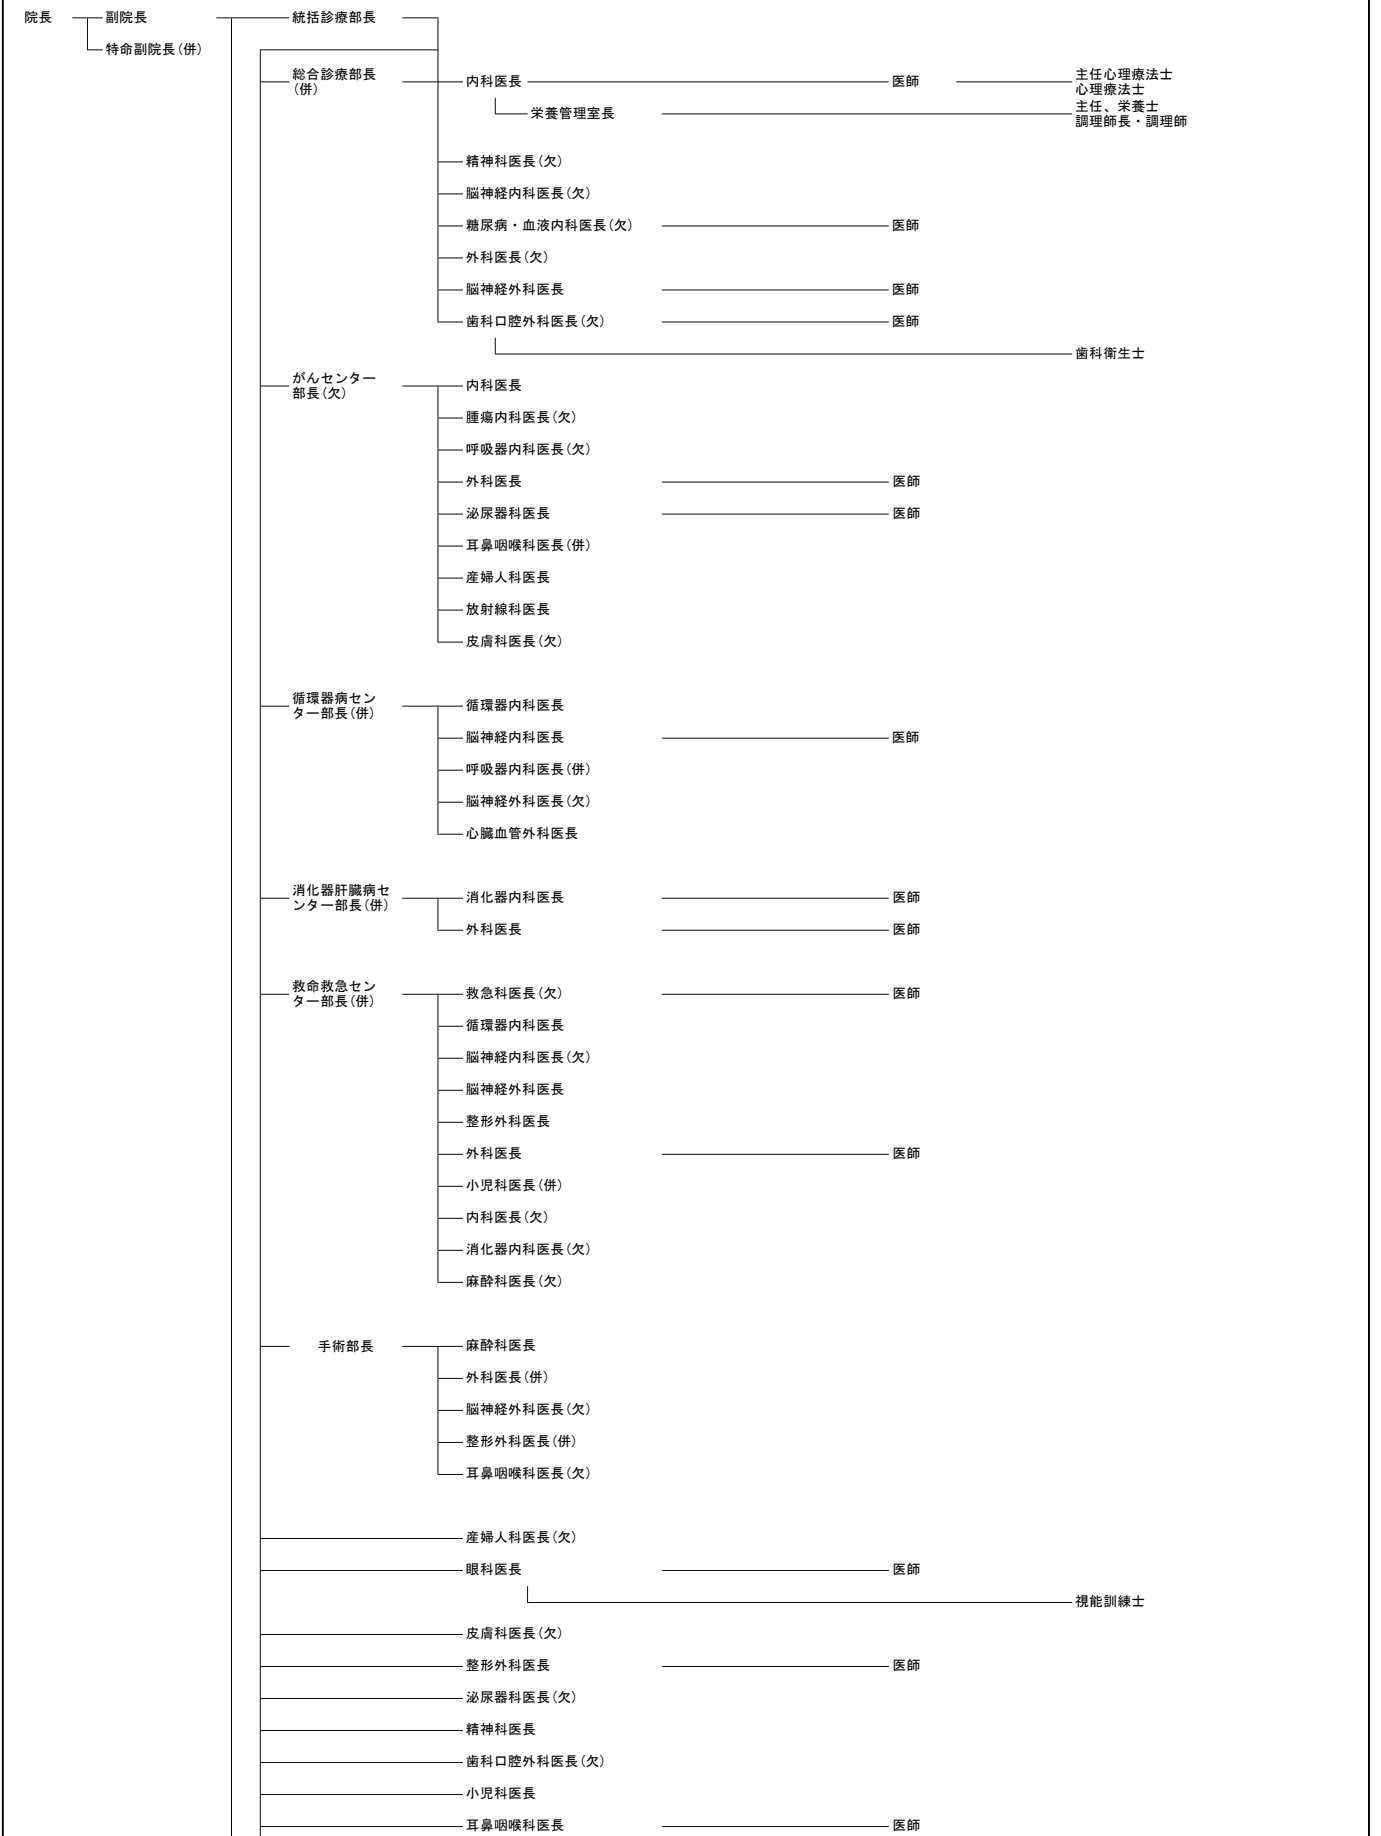 院長 副院長 統括診療部長
特命副院長(併)
総合診療部長
(併)
内科医長 医師 主任心理療法士
心理療法士
栄養管理室長 主任、栄養士
調理師長・調理師
精神科医長(欠)
脳神経内科医長(欠)
糖尿病・血液内科医長(欠) 医師
外科医長(欠)
脳神経外科医長 医師
歯科口腔外科医長(欠) 医師
歯科衛生士
がんセンター
部長(欠)
内科医長
腫瘍内科医長(欠)
呼吸器内科医長(欠)
外科医長 医師
泌尿器科医長 医師
耳鼻咽喉科医長(併)
産婦人科医長
放射線科医長
皮膚科医長(欠)
循環器病セン
ター部長(併)
循環器内科医長
脳神経内科医長 医師
呼吸器内科医長(併)
脳神経外科医長(欠)
心臓血管外科医長
消化器肝臓病セ
ンター部長(併)
消化器内科医長 医師
外科医長 医師
救命救急セン
ター部長(併)
救急科医長(欠) 医師
循環器内科医長
脳神経内科医長(欠)
脳神経外科医長
整形外科医長
外科医長 医師
小児科医長(併)
内科医長(欠)
消化器内科医長(欠)
麻酔科医長(欠)
手術部長 麻酔科医長
外科医長(併)
脳神経外科医長(欠)
整形外科医長(併)
耳鼻咽喉科医長(欠)
産婦人科医長(欠)
眼科医長 医師
視能訓練士
皮膚科医長(欠)
整形外科医長 医師
泌尿器科医長(欠)
精神科医長
歯科口腔外科医長(欠)
小児科医長
耳鼻咽喉科医長 医師